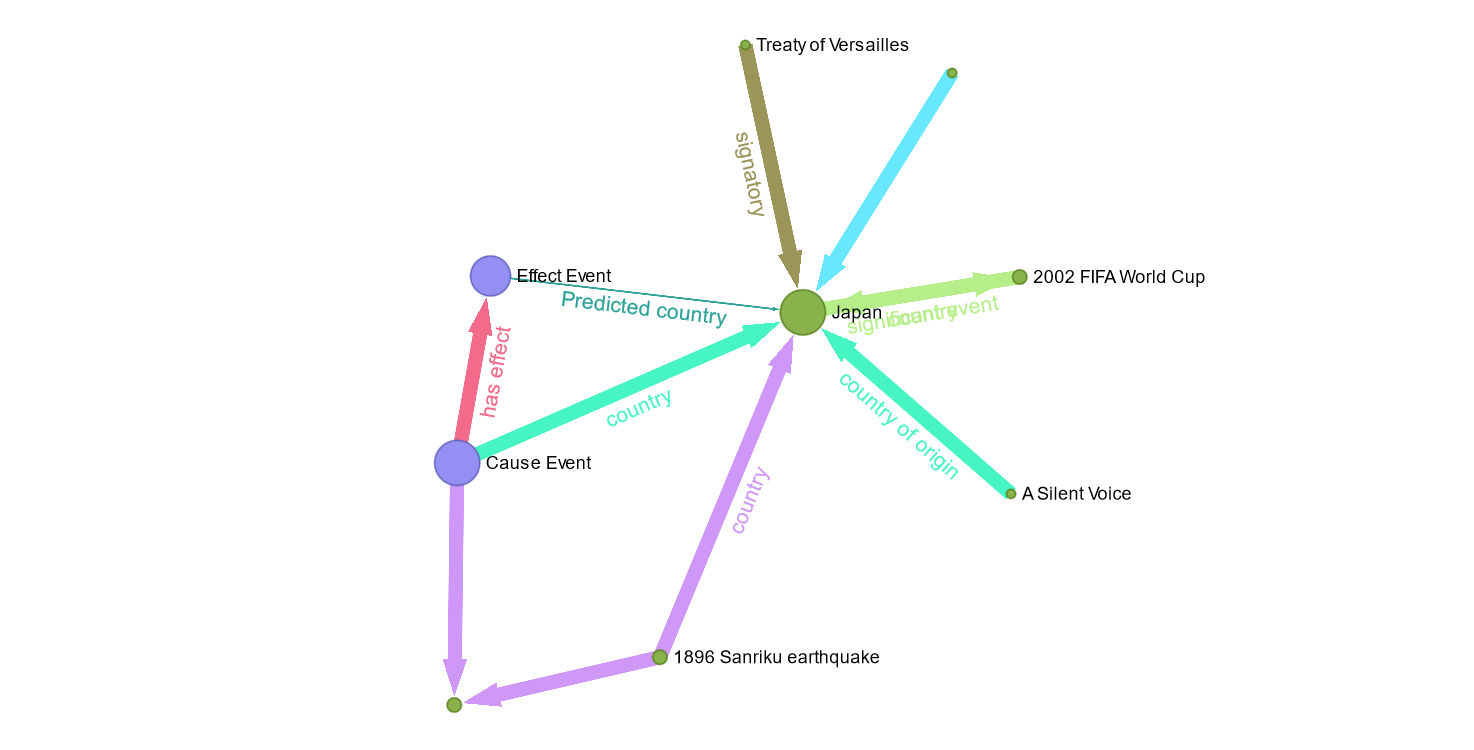 Treaty of Versailles
signatory
Effect Event
2002 FIFA World Cup
Predicted country
Japan
significant event
country
has effect
country
country of origin
Cause Event
A Silent Voice
country
1896 Sanriku earthquake